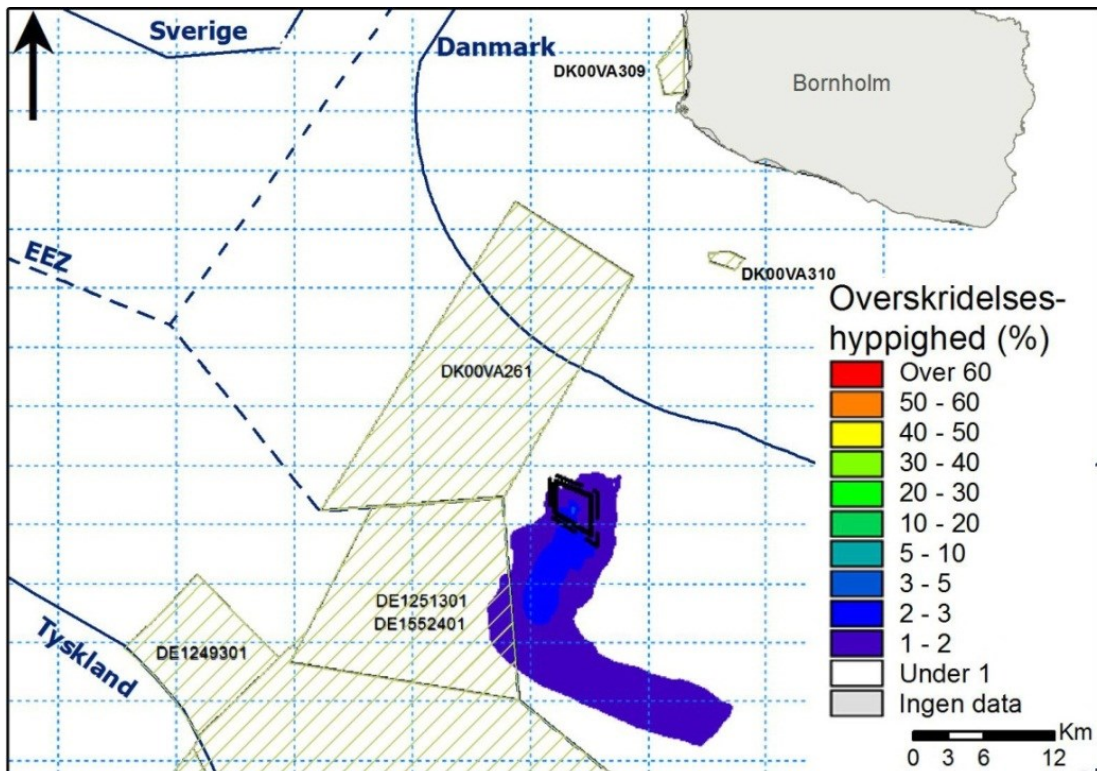 Sverige
Danmark
DK00VA309
Bornholm
EEZ
DK00VA310
DK00VA261
Overskridelses-
hyppighed (%)
Over 60
50 - 60
40 - 50
30 - 40
20 - 30
10 - 20
5 - 10
3 - 5
2 - 3
1 - 2
Under 1
Ingen data
DE1251301
DE1552401
Tyskland
DE1249301
Km
0 3 6 12